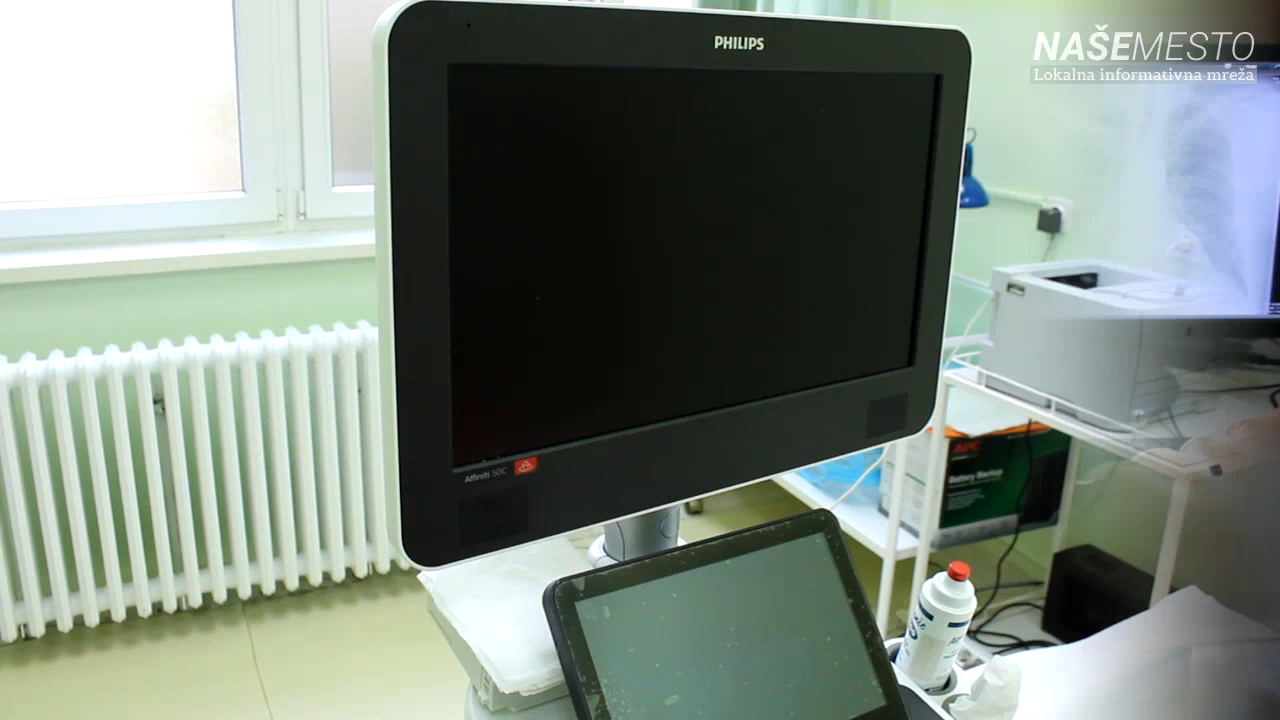 PHILIPS
NAŠEMESTO
Lokalna informativna mreža
Affiniti 50C
APC
Battery Backup